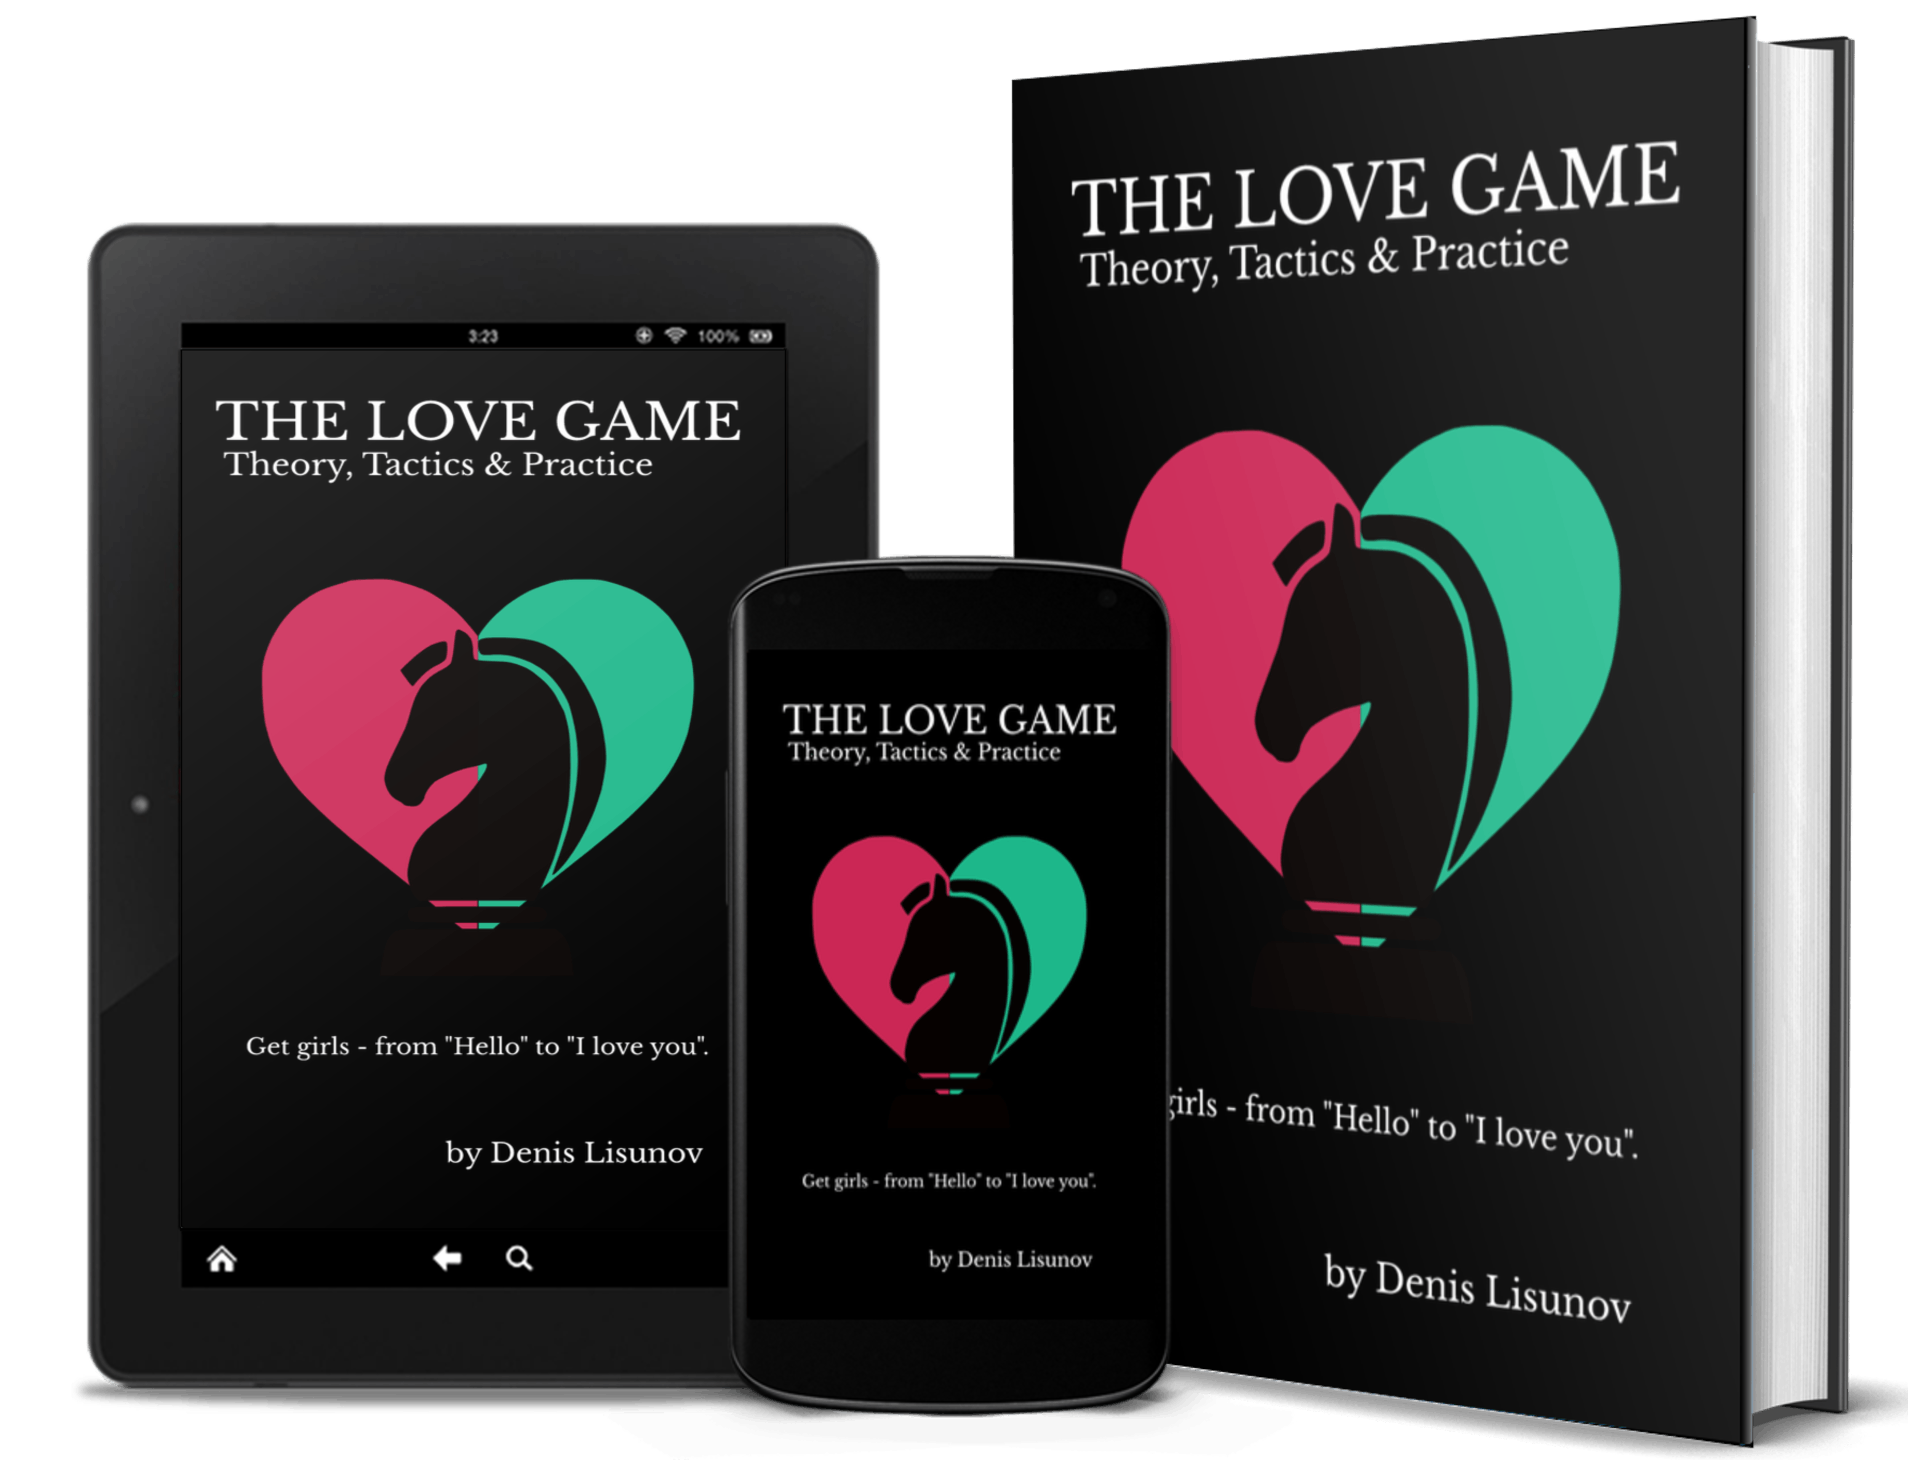 3:23
100%
THE LOVE GAME
Theory, Tactics & Practice
Get girls - from "Hello" to "I love you".
by Denis Lisunov
THE LOVE GAME
Theory, Tactics & Practice
Get girls - from "Hello" to "I love you".
by Denis Lisunov
THE LOVE GAME
Theory, Tactics & Practice
girls - from "Hello" to "I love you".
by Denis Lisunov